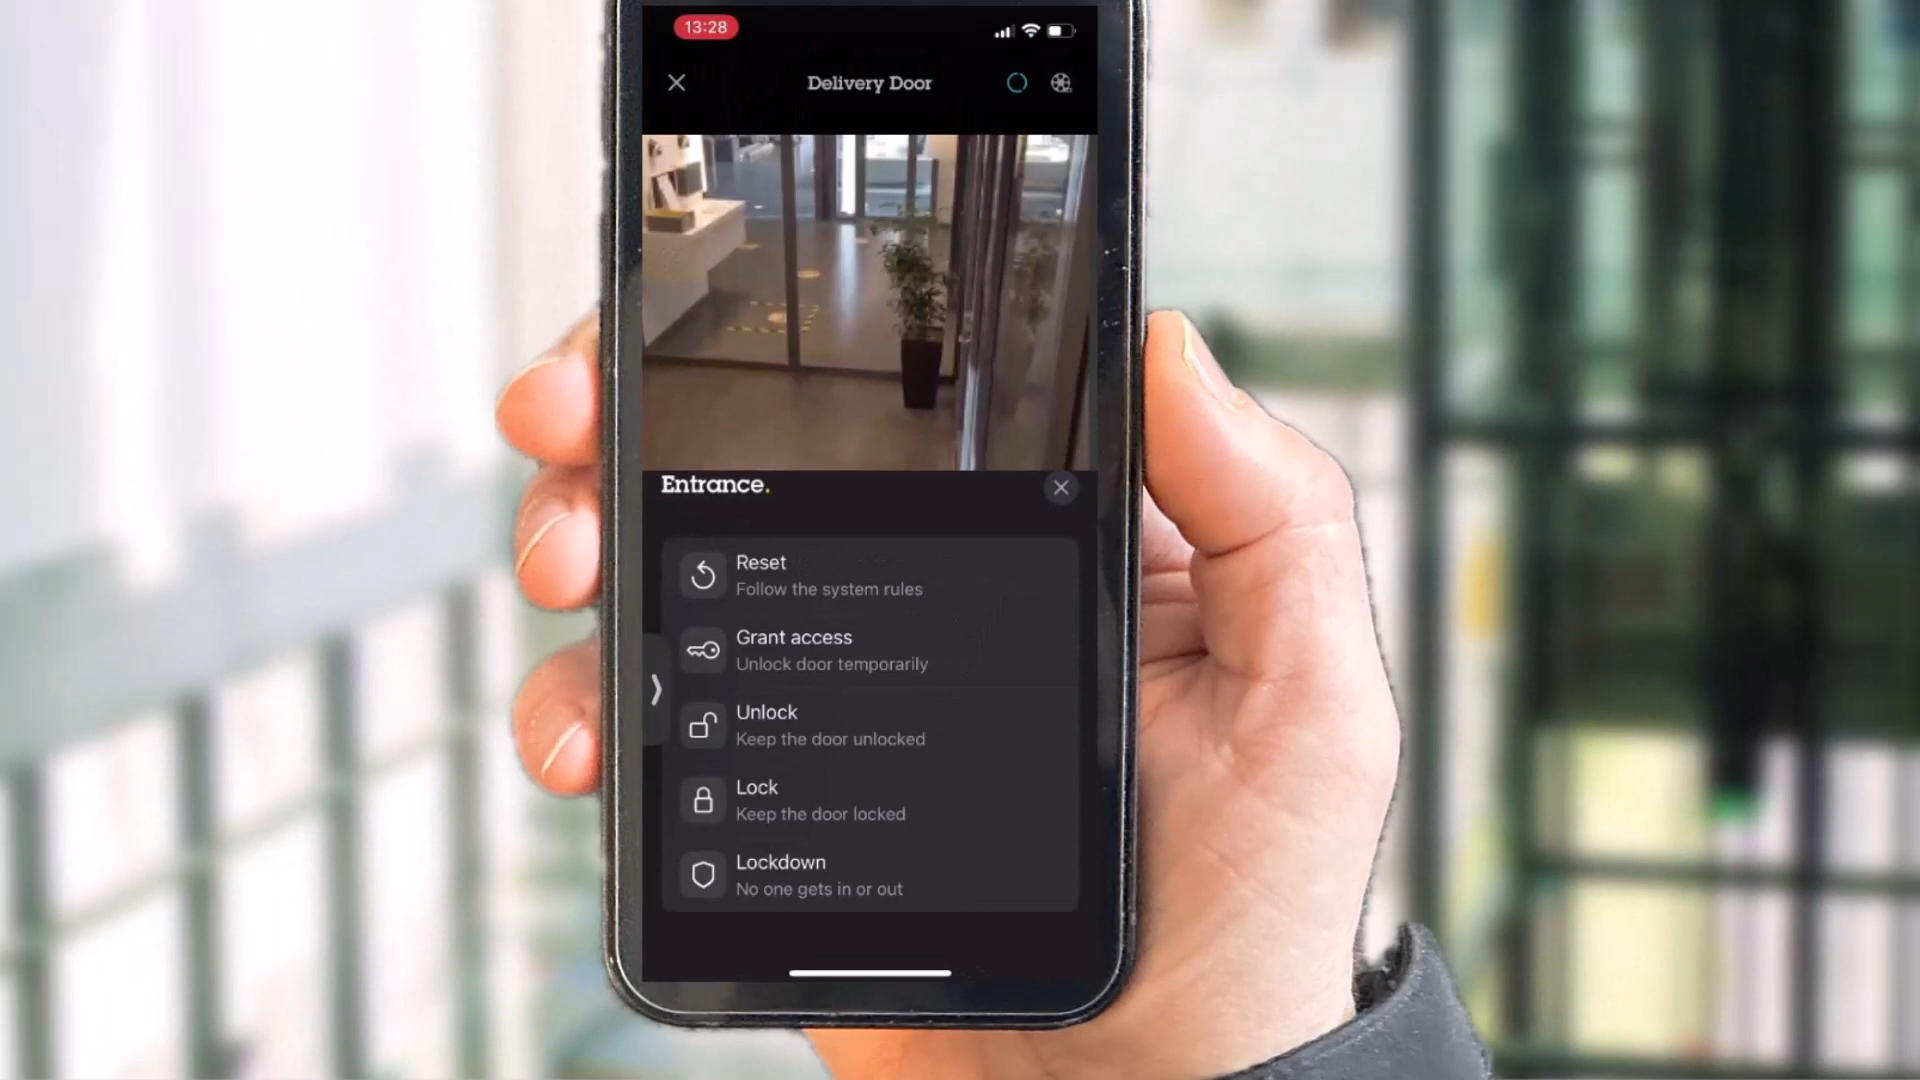 13:28
Delivery Door
Entrance.
Reset
Follow the system rules
Grant access
Unlock door temporarily
Unlock
Keep the door unlocked
Lock
Keep the door locked
Lockdown
No one gets in or out